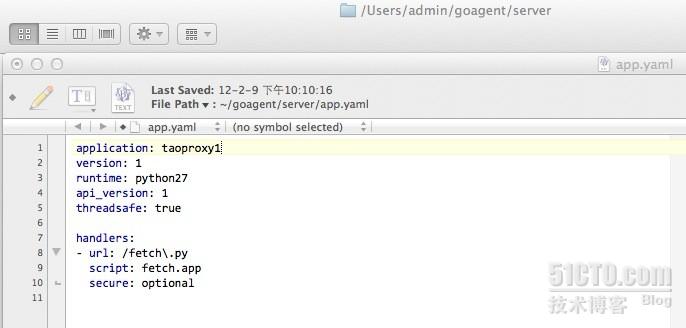 /Users/admin/goagent/server
app.yaml
Last Saved: 12-2-9 下午10:10:16
File Path ▾ : ~/goagent/server/app.yaml
TEXT
app.yaml (no symbol selected)
1 application: taoproxy1
2 version: 1
3 runtime: python27
4 api_version: 1
5 threadsafe: true
6
7 handlers:
8 - url: /fetch\.py
9 script: fetch.app
10 secure: optional
11
51CTO.com
技术博客 Blog